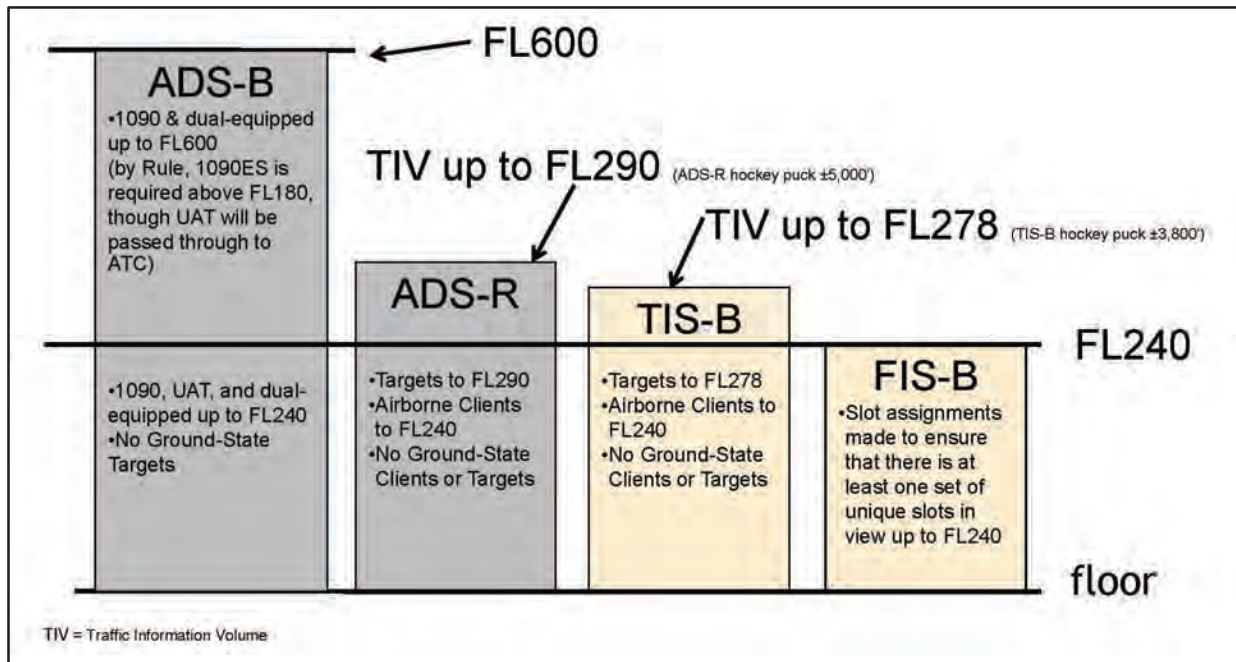 FL600
ADS-B
•1090 & dual-equipped
up to FL600
(by Rule, 1090ES is
required above FL180,
though UAT will be
passed through to
ATC)
TIV up to FL290 (ADS-R hockey puck ±5,000')
TIV up to FL278 (TIS-B hockey puck ±3,800')
ADS-R
TIS-B
FL240
•1090, UAT, and dual-
equipped up to FL240
•No Ground-State
Targets
•Targets to FL290
•Airborne Clients
to FL240
•No Ground-State
Clients or Targets
•Targets to FL278
•Airborne Clients to
FL240
•No Ground-State
Clients or Targets
FIS-B
•Slot assignments
made to ensure
that there is at
least one set of
unique slots in
view up to FL240
floor
TIV = Traffic Information Volume